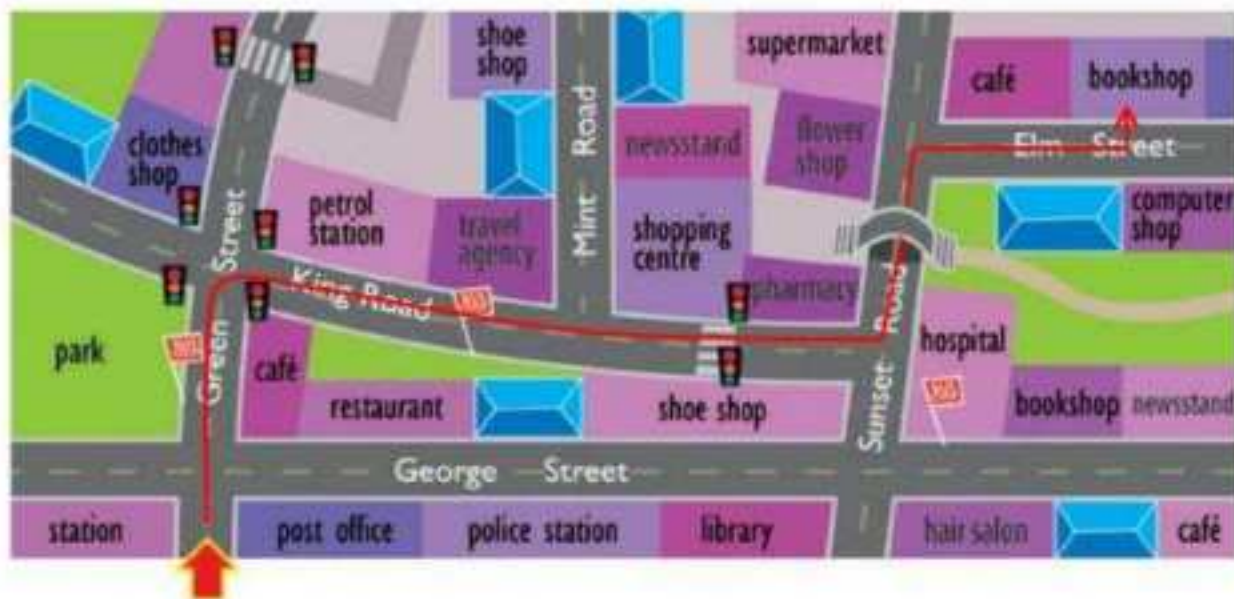 shoe
shop
supermarket
café
bookshop
clothes
shop
newsstand
flower
shop
Elm Street
Mint Road
petrol
station
travel
agency
shopping
centre
computer
shop
Green Street
King Road
pharmacy
Sunset Road
hospital
park
café
restaurant
shoe shop
bookshop
newsstand
George Street
station
post office
police station
library
hair salon
café